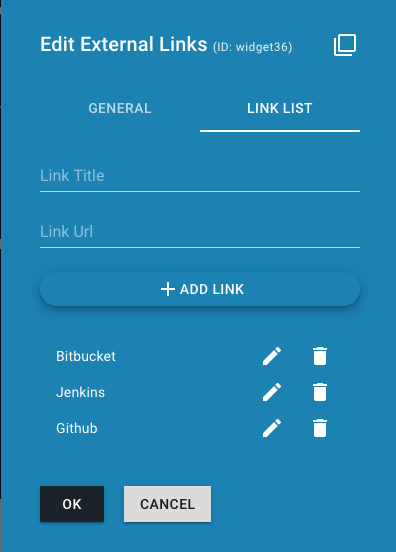 Edit External Links (ID: widget36)
GENERAL LINK LIST
Link Title
Link Url
+ ADD LINK
Bitbucket
Jenkins
Github
OK CANCEL